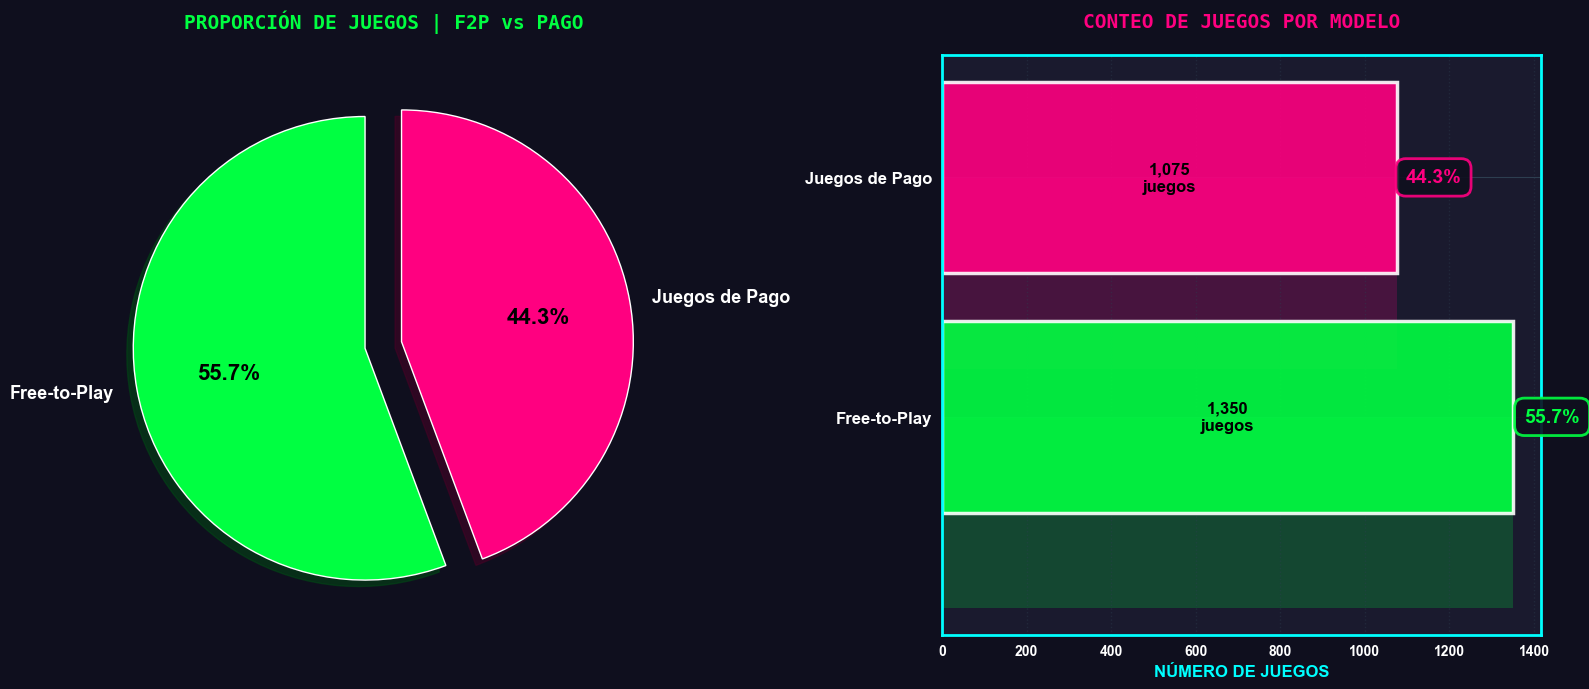 PROPORCIÓN DE JUEGOS | F2P vs PAGO
44.3%
Juegos de Pago
55.7%
Free-to-Play
CONTEO DE JUEGOS POR MODELO
Juegos de Pago
1,075
juegos
44.3%
Free-to-Play
1,350
juegos
55.7%
0 200 400 600 800 1000 1200 1400
NÚMERO DE JUEGOS